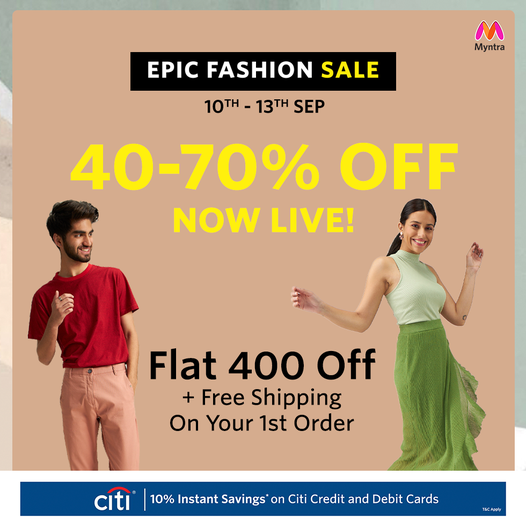 Myntra
EPIC FASHION SALE
10TH - 13TH SEP
40-70% OFF
NOW LIVE!
Flat 400 Off
+ Free Shipping
On Your 1st Order
citi 10% Instant Savings* on Citi Credit and Debit Cards
T&C Apply